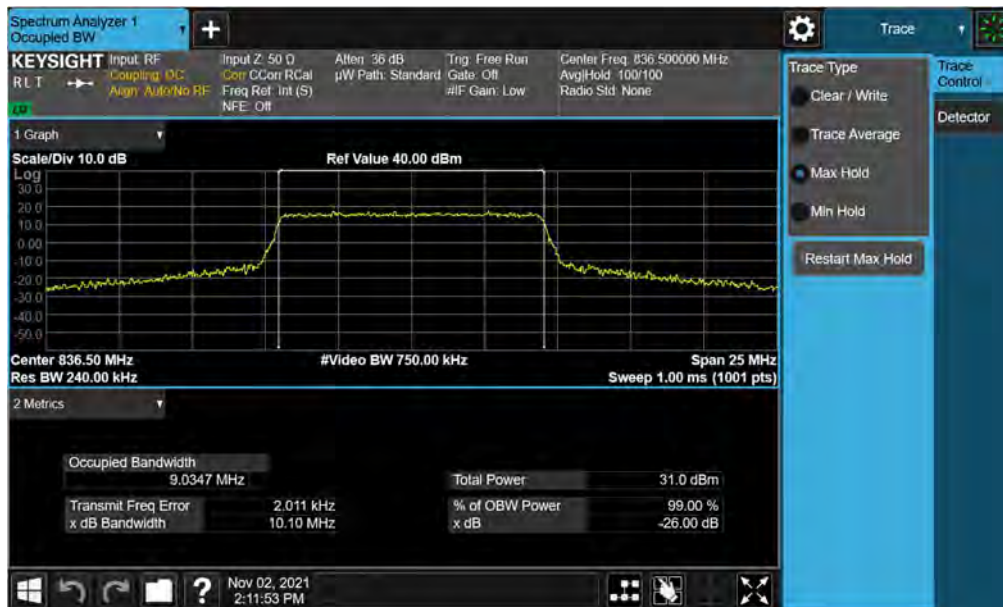 Spectrum Analyzer 1
Occupied BW
Trace
KEYSIGHT
RLT
Input: RF
Coupling: DC
Align: Auto/No RF
Input Z: 50 Ω
Corr CCorr RCal
Freq Ref: Int (S)
NFE: Off
Atten: 36 dB
µW Path: Standard
Trig: Free Run
Gate: Off
#IF Gain: Low
Center Freq: 836.500000 MHz
Avg|Hold: 100/100
Radio Std: None
Trace Type
Clear / Write
Trace Average
Max Hold
Min Hold
Restart Max Hold
Trace
Control
Detector
1 Graph
Scale/Div 10.0 dB
Ref Value 40.00 dBm
Log
30.0
20.0
10.0
0.00
-10.0
-20.0
-30.0
-40.0
-50.0
Center 836.50 MHz
#Video BW 750.00 kHz
Span 25 MHz
Res BW 240.00 kHz
Sweep 1.00 ms (1001 pts)
2 Metrics
Occupied Bandwidth
9.0347 MHz
Total Power 31.0 dBm
Transmit Freq Error 2.011 kHz
% of OBW Power 99.00 %
x dB Bandwidth 10.10 MHz
x dB -26.00 dB
?
Nov 02, 2021
2:11:53 PM